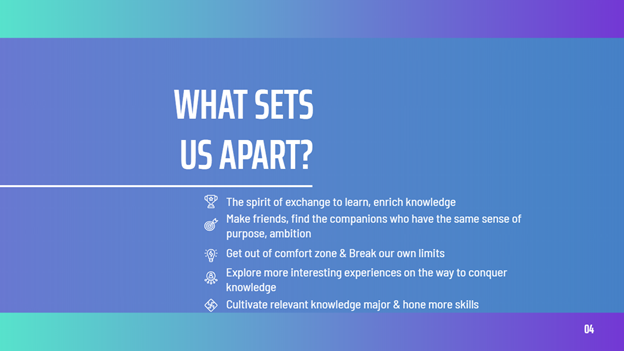 WHAT SETS
US APART?
The spirit of exchange to learn, enrich knowledge
Make friends, find the companions who have the same sense of
purpose, ambition
Get out of comfort zone & Break our own limits
Explore more interesting experiences on the way to conquer
knowledge
Cultivate relevant knowledge major & hone more skills
04